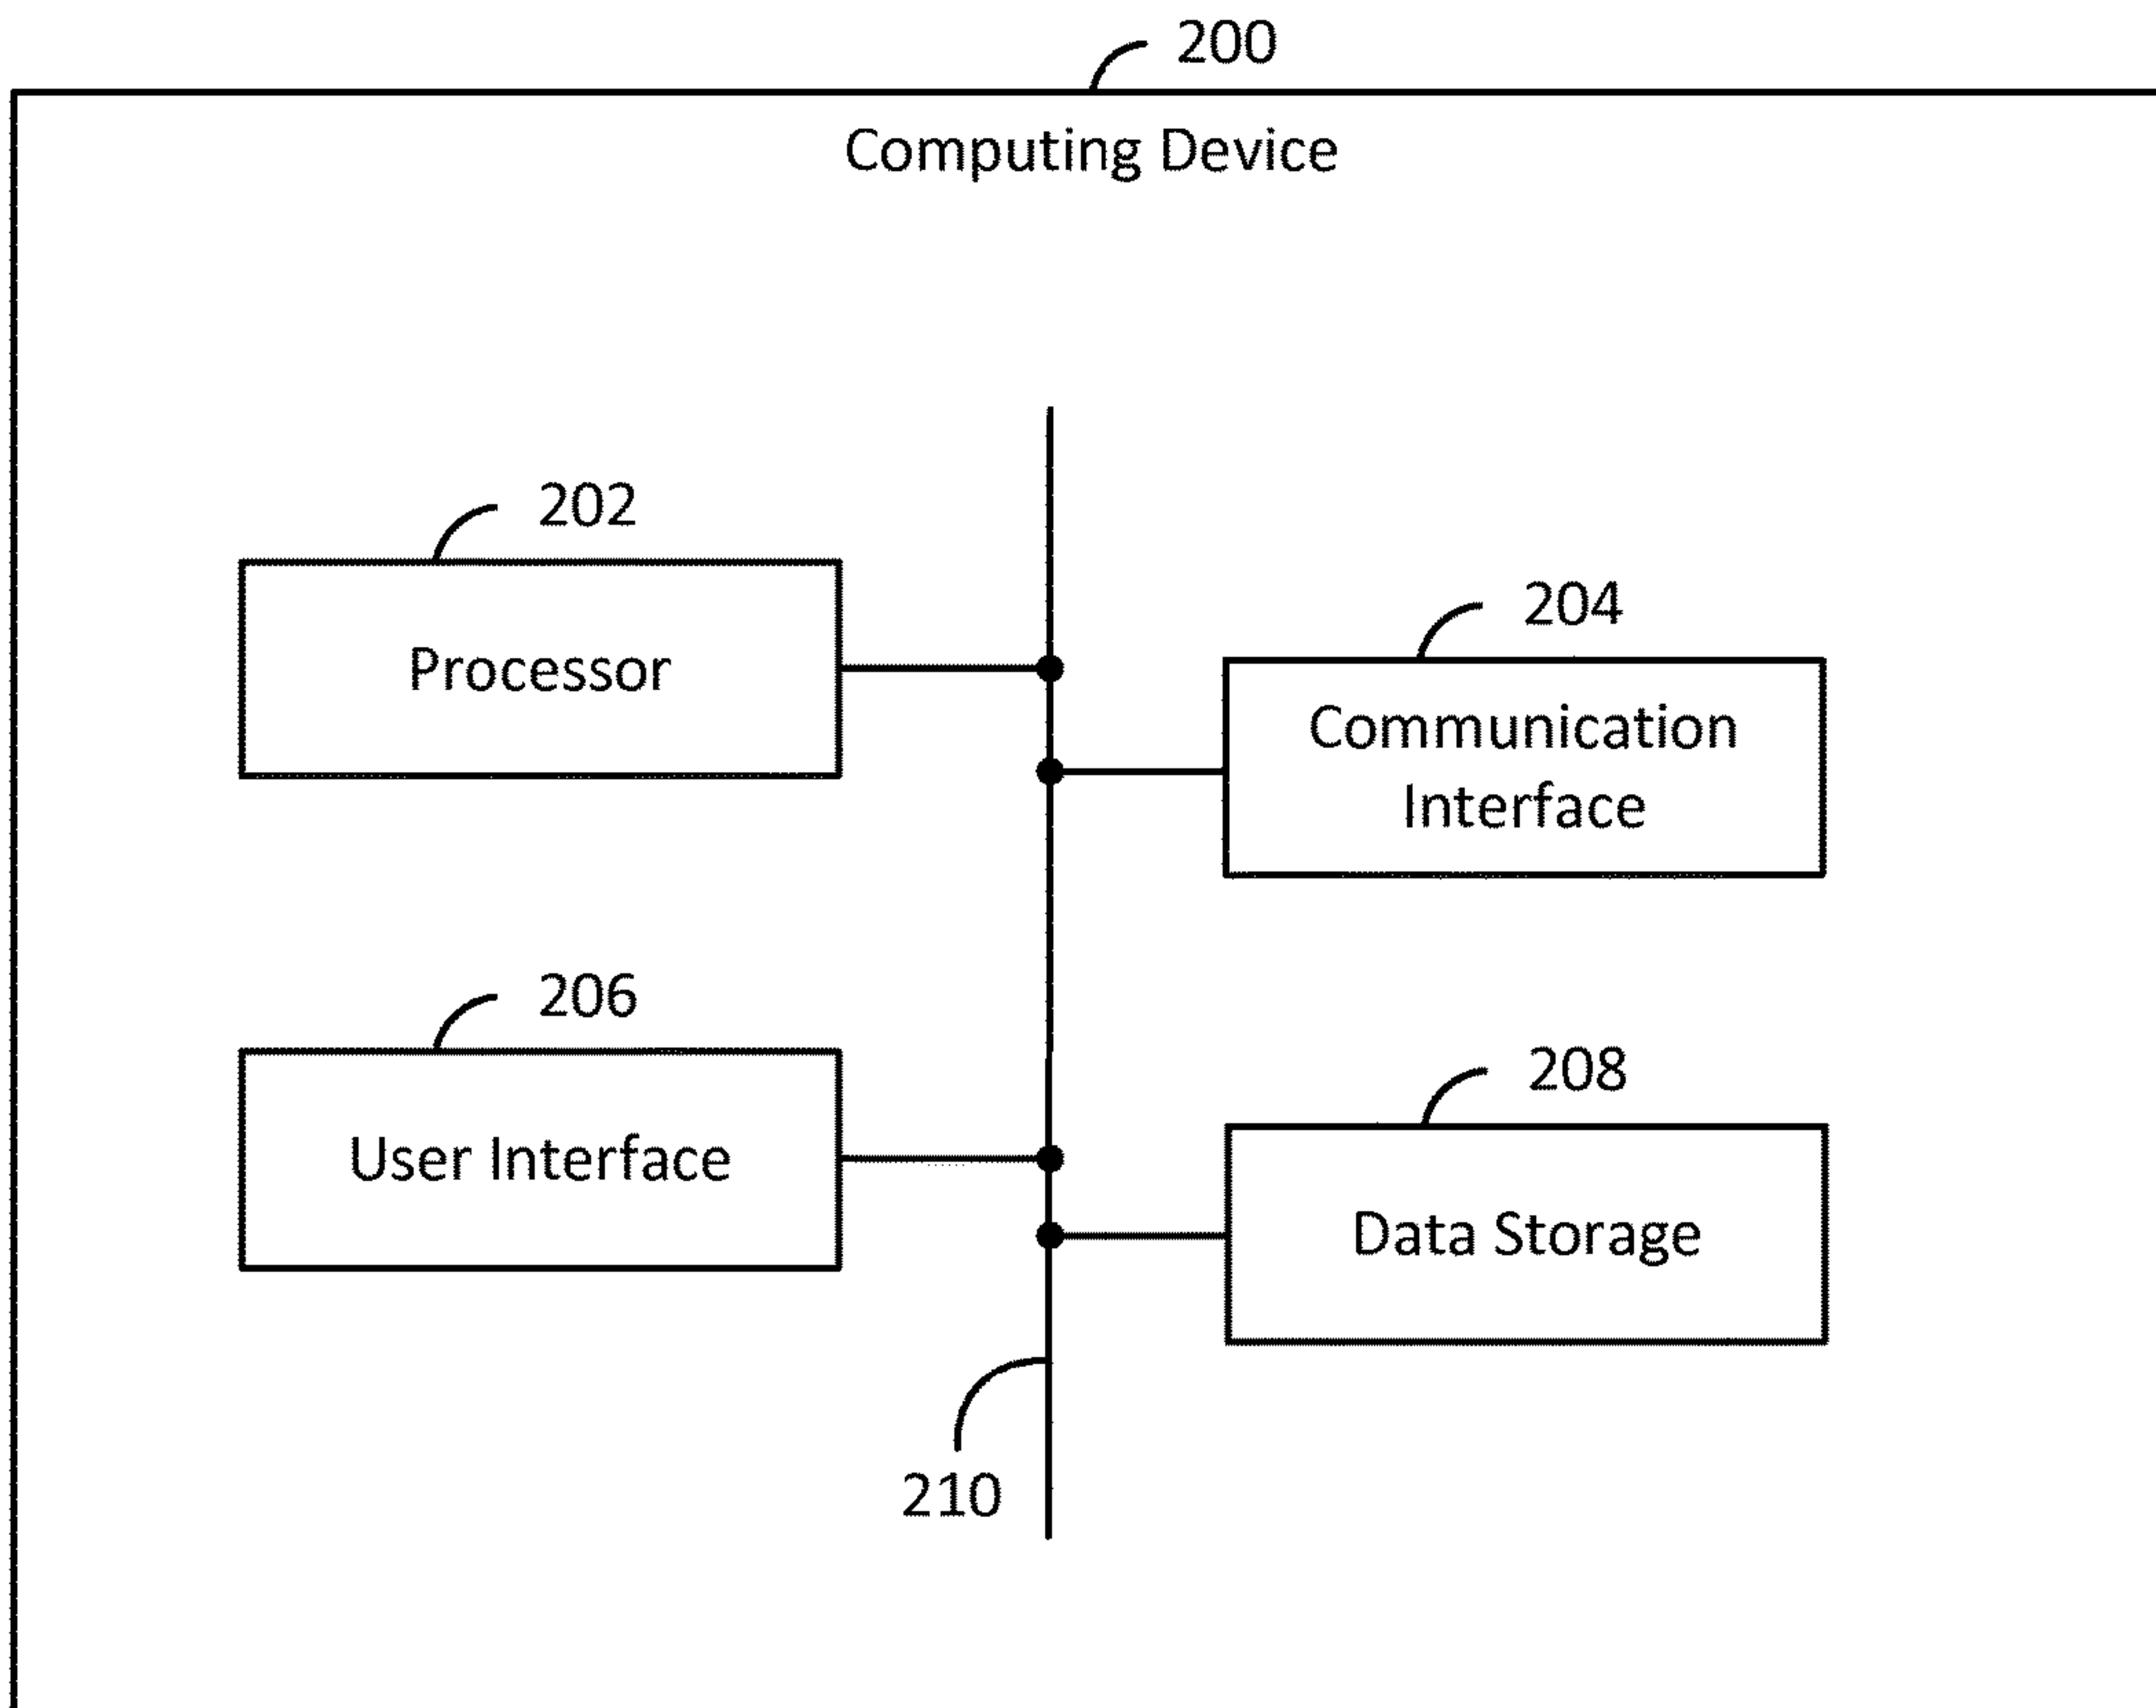 200
Computing Device
202
Processor
204
Communication
Interface
206
User Interface
208
Data Storage
210